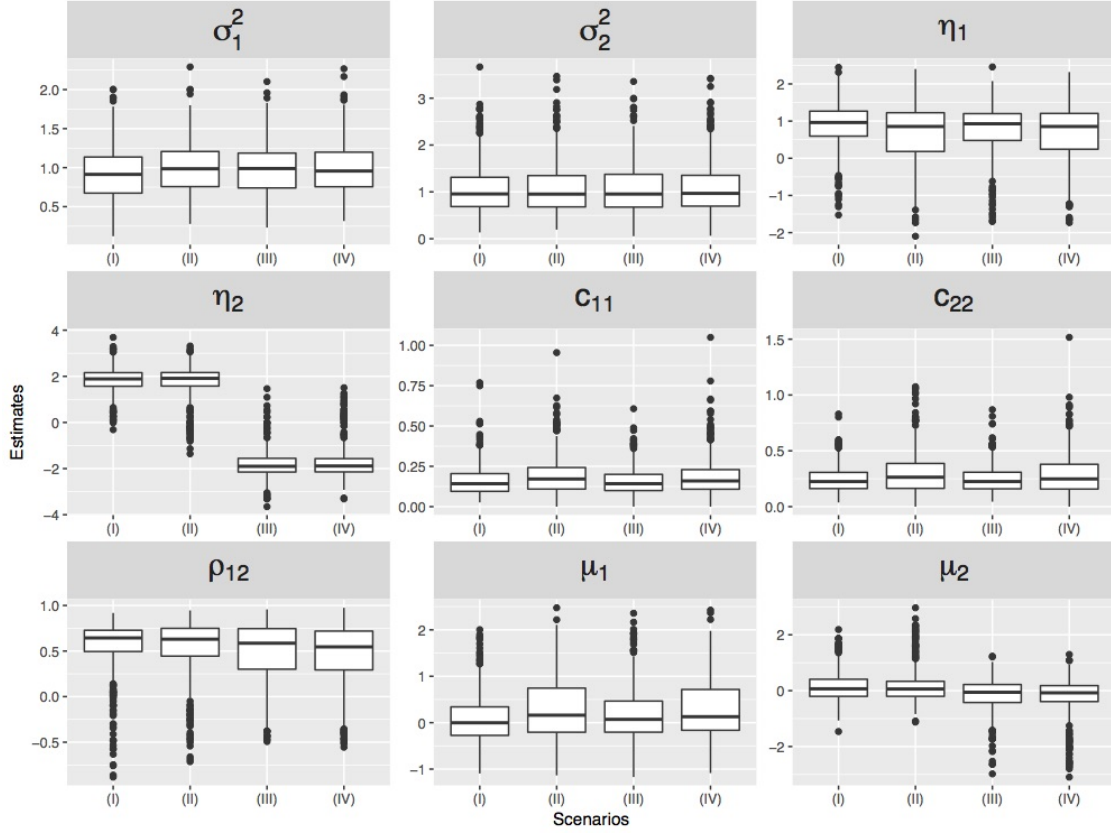 σ₁² σ₂² η₁
2.0 3 2
1.5 2 1
1.0 1 0
0.5 0 −1
−2
(I) (II) (III) (IV) (I) (II) (III) (IV) (I) (II) (III) (IV)
η₂ c₁₁ c₂₂
4 1.00 1.5
2 0.75 1.0
0 0.50 0.5
−2 0.25 0.0
−4 0.00
Estimates
(I) (II) (III) (IV) (I) (II) (III) (IV) (I) (II) (III) (IV)
ρ₁₂ μ₁ μ₂
1.0 2 2
0.5 1 0
0.0 0 −2
−0.5 −1
(I) (II) (III) (IV) (I) (II) (III) (IV) (I) (II) (III) (IV)
Scenarios